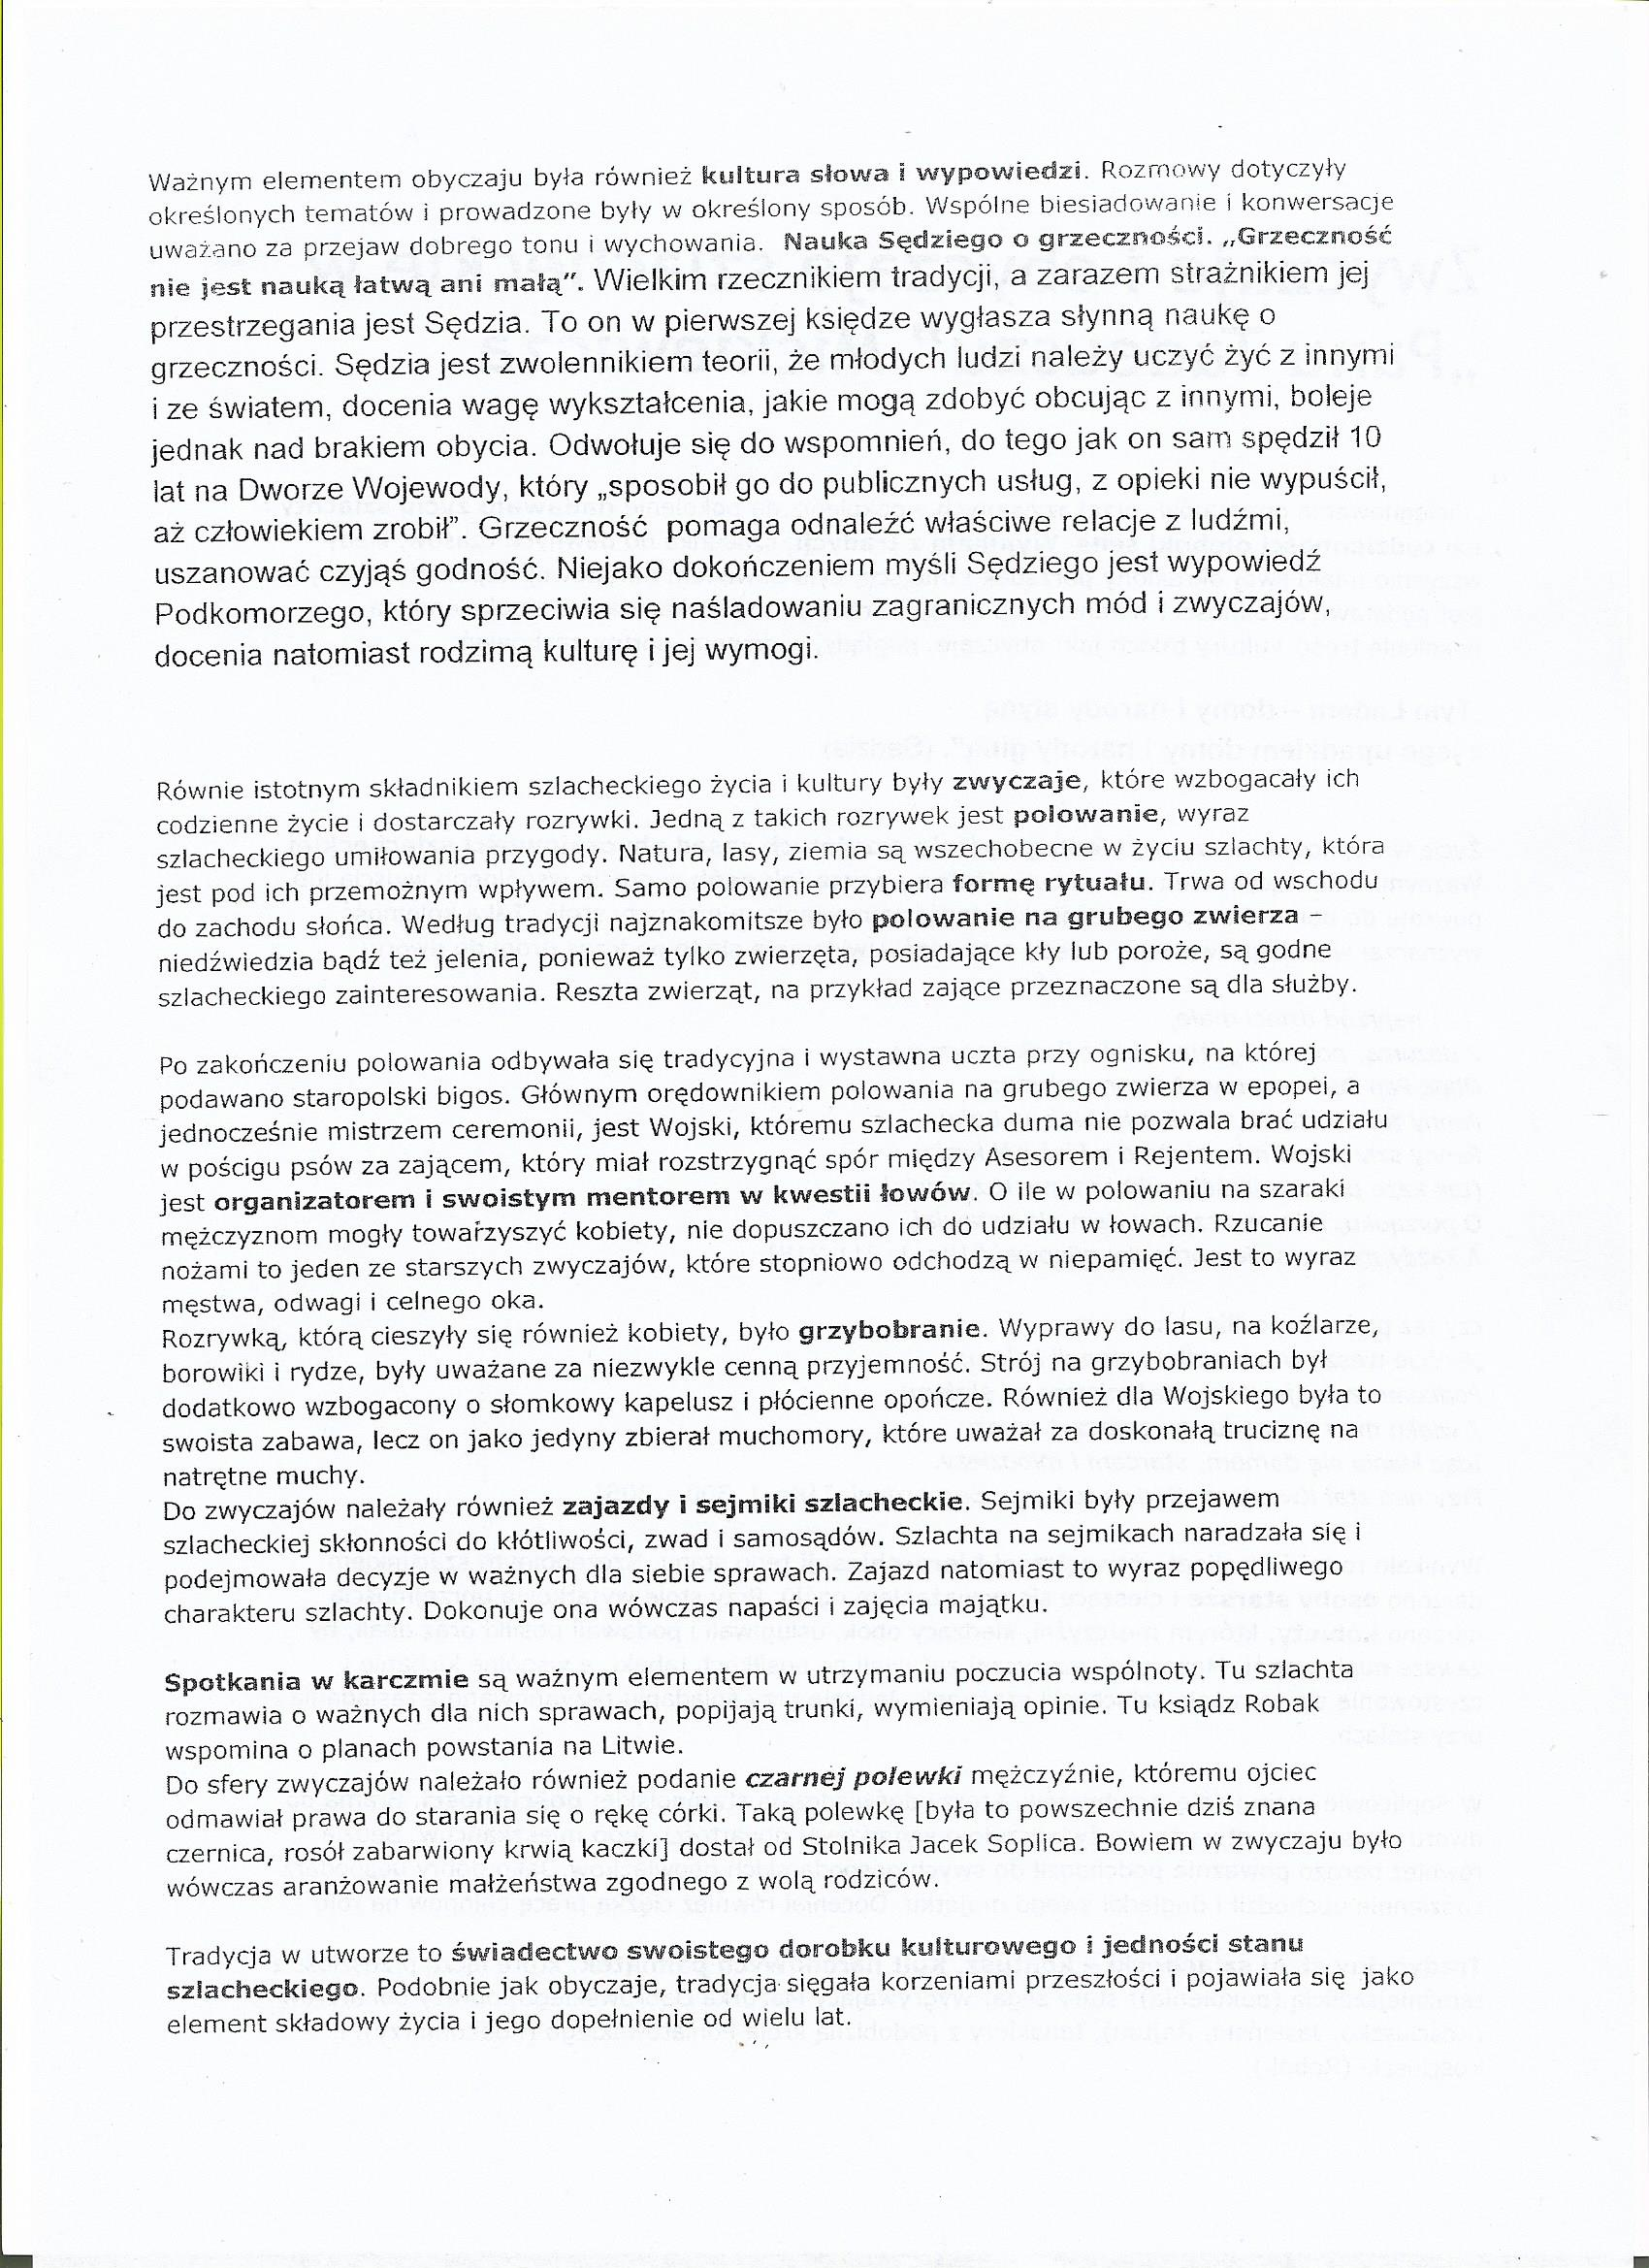 Ważnym elementem obyczaju była również kultura słowa i wypowiedzi. Rozmowy dotyczyły
określonych tematów i prowadzone były w określony sposób. Wspólne biesiadowanie i konwersacje
uważano za przejaw dobrego tonu i wychowania. Nauka Sędziego o grzeczności. „Grzeczność
nie jest nauką łatwą ani małą". Wielkim rzecznikiem tradycji, a zarazem strażnikiem jej
przestrzegania jest Sędzia. To on w pierwszej księdze wygłasza słynną naukę o
grzeczności. Sędzia jest zwolennikiem teorii, że młodych ludzi należy uczyć żyć z innymi
i ze światem, docenia wagę wykształcenia, jakie mogą zdobyć obcując z innymi, boleje
jednak nad brakiem obycia. Odwołuje się do wspomnień, do tego jak on sam spędził 10
lat na Dworze Wojewody, który „sposobił go do publicznych usług, z opieki nie wypuścił,
aż człowiekiem zrobił”. Grzeczność pomaga odnaleźć właściwe relacje z ludźmi,
uszanować czyjąś godność. Niejako dokończeniem myśli Sędziego jest wypowiedź
Podkomorzego, który sprzeciwia się naśladowaniu zagranicznych mód i zwyczajów,
docenia natomiast rodzimą kulturę i jej wymogi.
Równie istotnym składnikiem szlacheckiego życia i kultury były zwyczaje, które wzbogacały ich
codzienne życie i dostarczały rozrywki. Jedną z takich rozrywek jest polowanie, wyraz
szlacheckiego umiłowania przygody. Natura, lasy, ziemia są wszechobecne w życiu szlachty, która
jest pod ich przemożnym wpływem. Samo polowanie przybiera formę rytuału. Trwa od wschodu
do zachodu słońca. Według tradycji najznakomitsze było polowanie na grubego zwierza –
niedźwiedzia bądź też jelenia, ponieważ tylko zwierzęta, posiadające kły lub poroże, są godne
szlacheckiego zainteresowania. Reszta zwierząt, na przykład zające przeznaczone są dla służby.
Po zakończeniu polowania odbywała się tradycyjna i wystawna uczta przy ognisku, na której
podawano staropolski bigos. Głównym orędownikiem polowania na grubego zwierza w epopei, a
jednocześnie mistrzem ceremonii, jest Wojski, któremu szlachecka duma nie pozwala brać udziału
w pościgu psów za zającem, który miał rozstrzygnąć spór między Asesorem i Rejentem. Wojski
jest organizatorem i swoistym mentorem w kwestii łowów. O ile w polowaniu na szaraki
mężczyznom mogły towarzyszyć kobiety, nie dopuszczano ich do udziału w łowach. Rzucanie
nożami to jeden ze starszych zwyczajów, które stopniowo odchodzą w niepamięć. Jest to wyraz
męstwa, odwagi i celnego oka.
Rozrywką, którą cieszyły się również kobiety, było grzybobranie. Wyprawy do lasu, na koźlarze,
borowiki i rydze, były uważane za niezwykle cenną przyjemność. Strój na grzybobraniach był
dodatkowo wzbogacony o słomkowy kapelusz i płócienne opończe. Również dla Wojskiego była to
swoista zabawa, lecz on jako jedyny zbierał muchomory, które uważał za doskonałą truciznę na
natrętne muchy.
Do zwyczajów należały również zajazdy i sejmiki szlacheckie. Sejmiki były przejawem
szlacheckiej skłonności do kłótliwości, zwad i samosądów. Szlachta na sejmikach naradzała się i
podejmowała decyzje w ważnych dla siebie sprawach. Zajazd natomiast to wyraz popędliwego
charakteru szlachty. Dokonuje ona wówczas napaści i zajęcia majątku.
Spotkania w karczmie są ważnym elementem w utrzymaniu poczucia wspólnoty. Tu szlachta
rozmawia o ważnych dla nich sprawach, popijają trunki, wymieniają opinie. Tu ksiądz Robak
wspomina o planach powstania na Litwie.
Do sfery zwyczajów należało również podanie czarnej polewki mężczyźnie, któremu ojciec
odmawiał prawa do starania się o rękę córki. Taką polewkę [była to powszechnie dziś znana
czernica, rosół zabarwiony krwią kaczki] dostał od Stolnika Jacek Soplica. Bowiem w zwyczaju było
wówczas aranżowanie małżeństwa zgodnego z wolą rodziców.
Tradycja w utworze to świadectwo swoistego dorobku kulturowego i jedności stanu
szlacheckiego. Podobnie jak obyczaje, tradycja sięgała korzeniami przeszłości i pojawiała się jako
element składowy życia i jego dopełnienie od wielu lat.